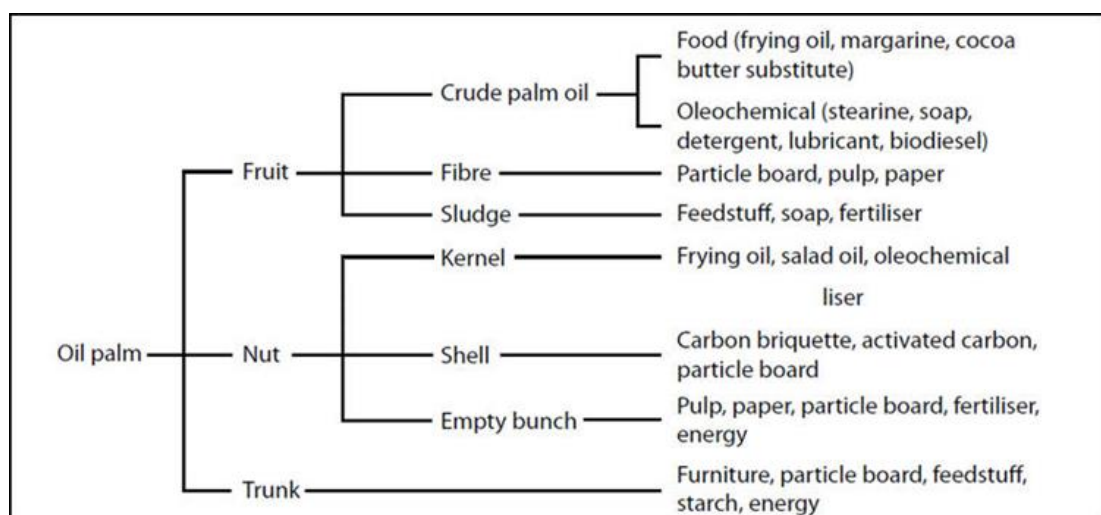 Food (frying oil, margarine, cocoa
butter substitute)
Crude palm oil
Oleochemical (stearine, soap,
detergent, lubricant, biodiesel)
Fruit
Fibre
Particle board, pulp, paper
Sludge
Feedstuff, soap, fertiliser
Kernel
Frying oil, salad oil, oleochemical
liser
Oil palm
Nut
Shell
Carbon briquette, activated carbon,
particle board
Empty bunch
Pulp, paper, particle board, fertiliser,
energy
Trunk
Furniture, particle board, feedstuff,
starch, energy